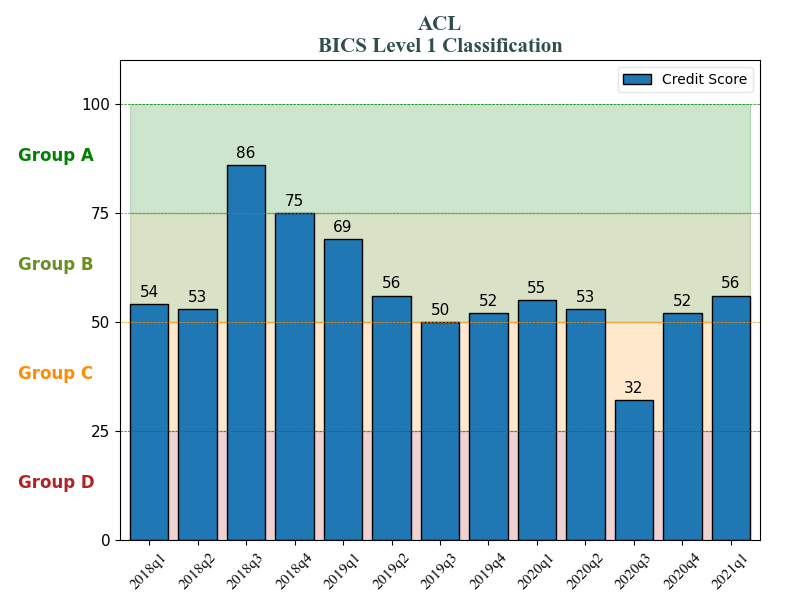 ACL
BICS Level 1 Classification
Credit Score
100
Group A
86
75
75
69
Group B
54
53
56
50
52
55
53
52
56
50
Group C
32
25
Group D
0
2018q1
2018q2
2018q3
2018q4
2019q1
2019q2
2019q3
2019q4
2020q1
2020q2
2020q3
2020q4
2021q1